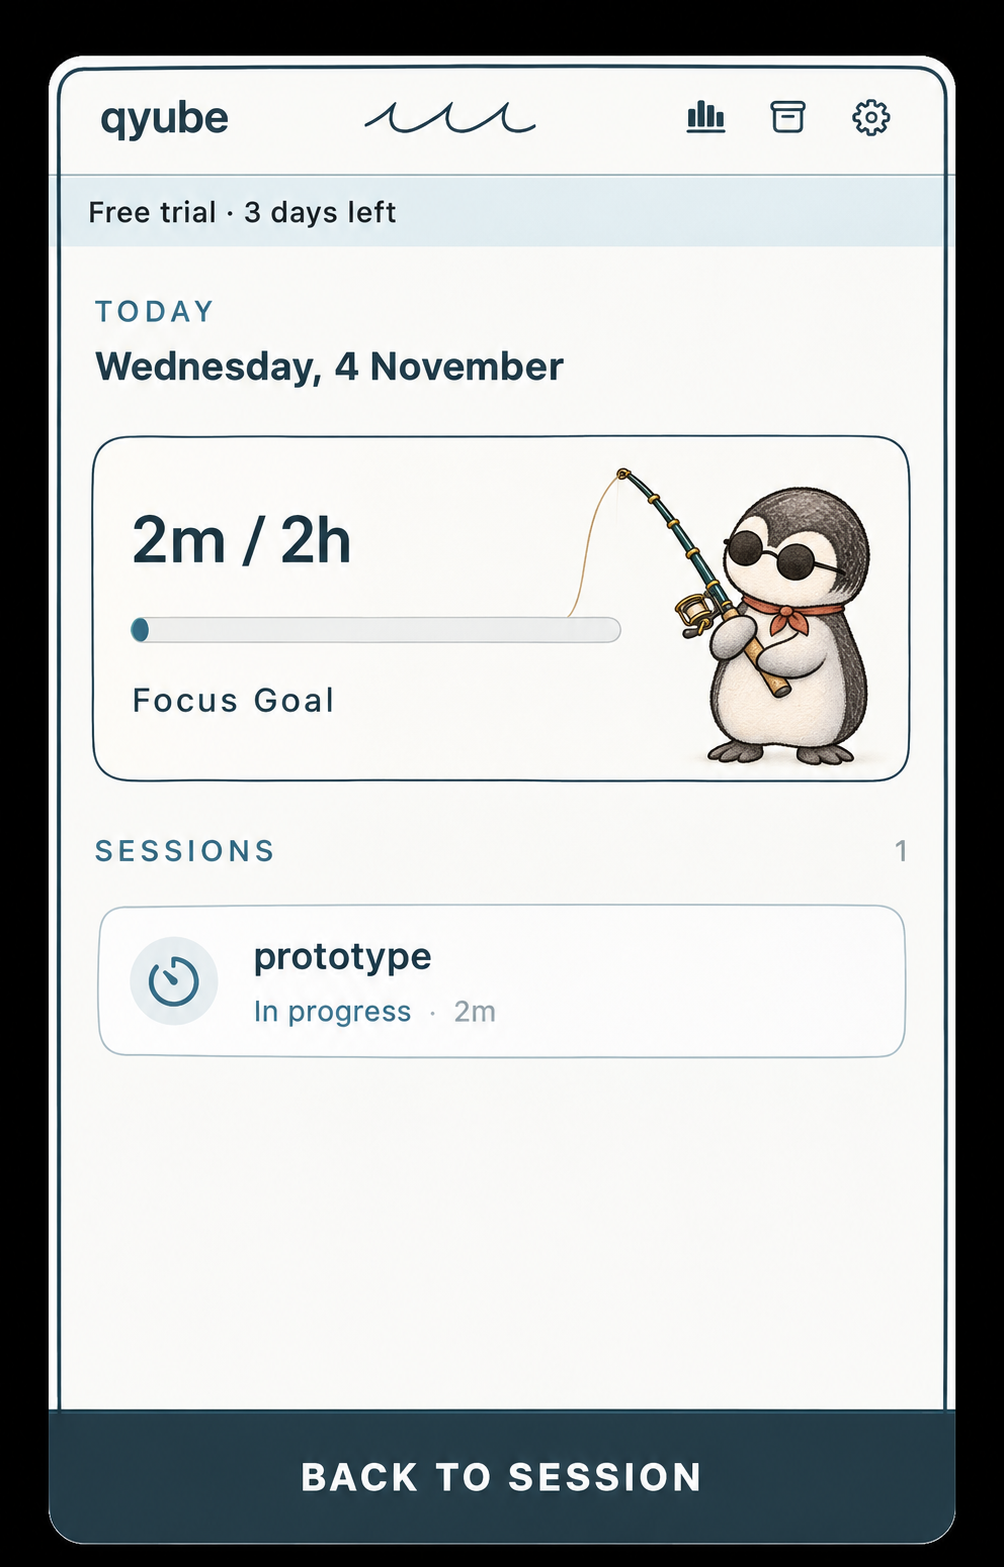 qyube
Free trial · 3 days left
TODAY
Wednesday, 4 November
2m / 2h
Focus Goal
SESSIONS 1
prototype
In progress · 2m
BACK TO SESSION